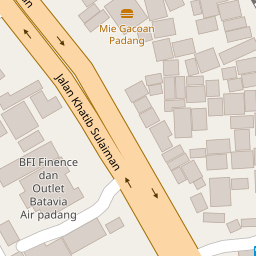 Mie Gacoan
Padang
Jalan Khatib Sulaiman
BFI Finence
dan
Outlet
Batavia
Air padang